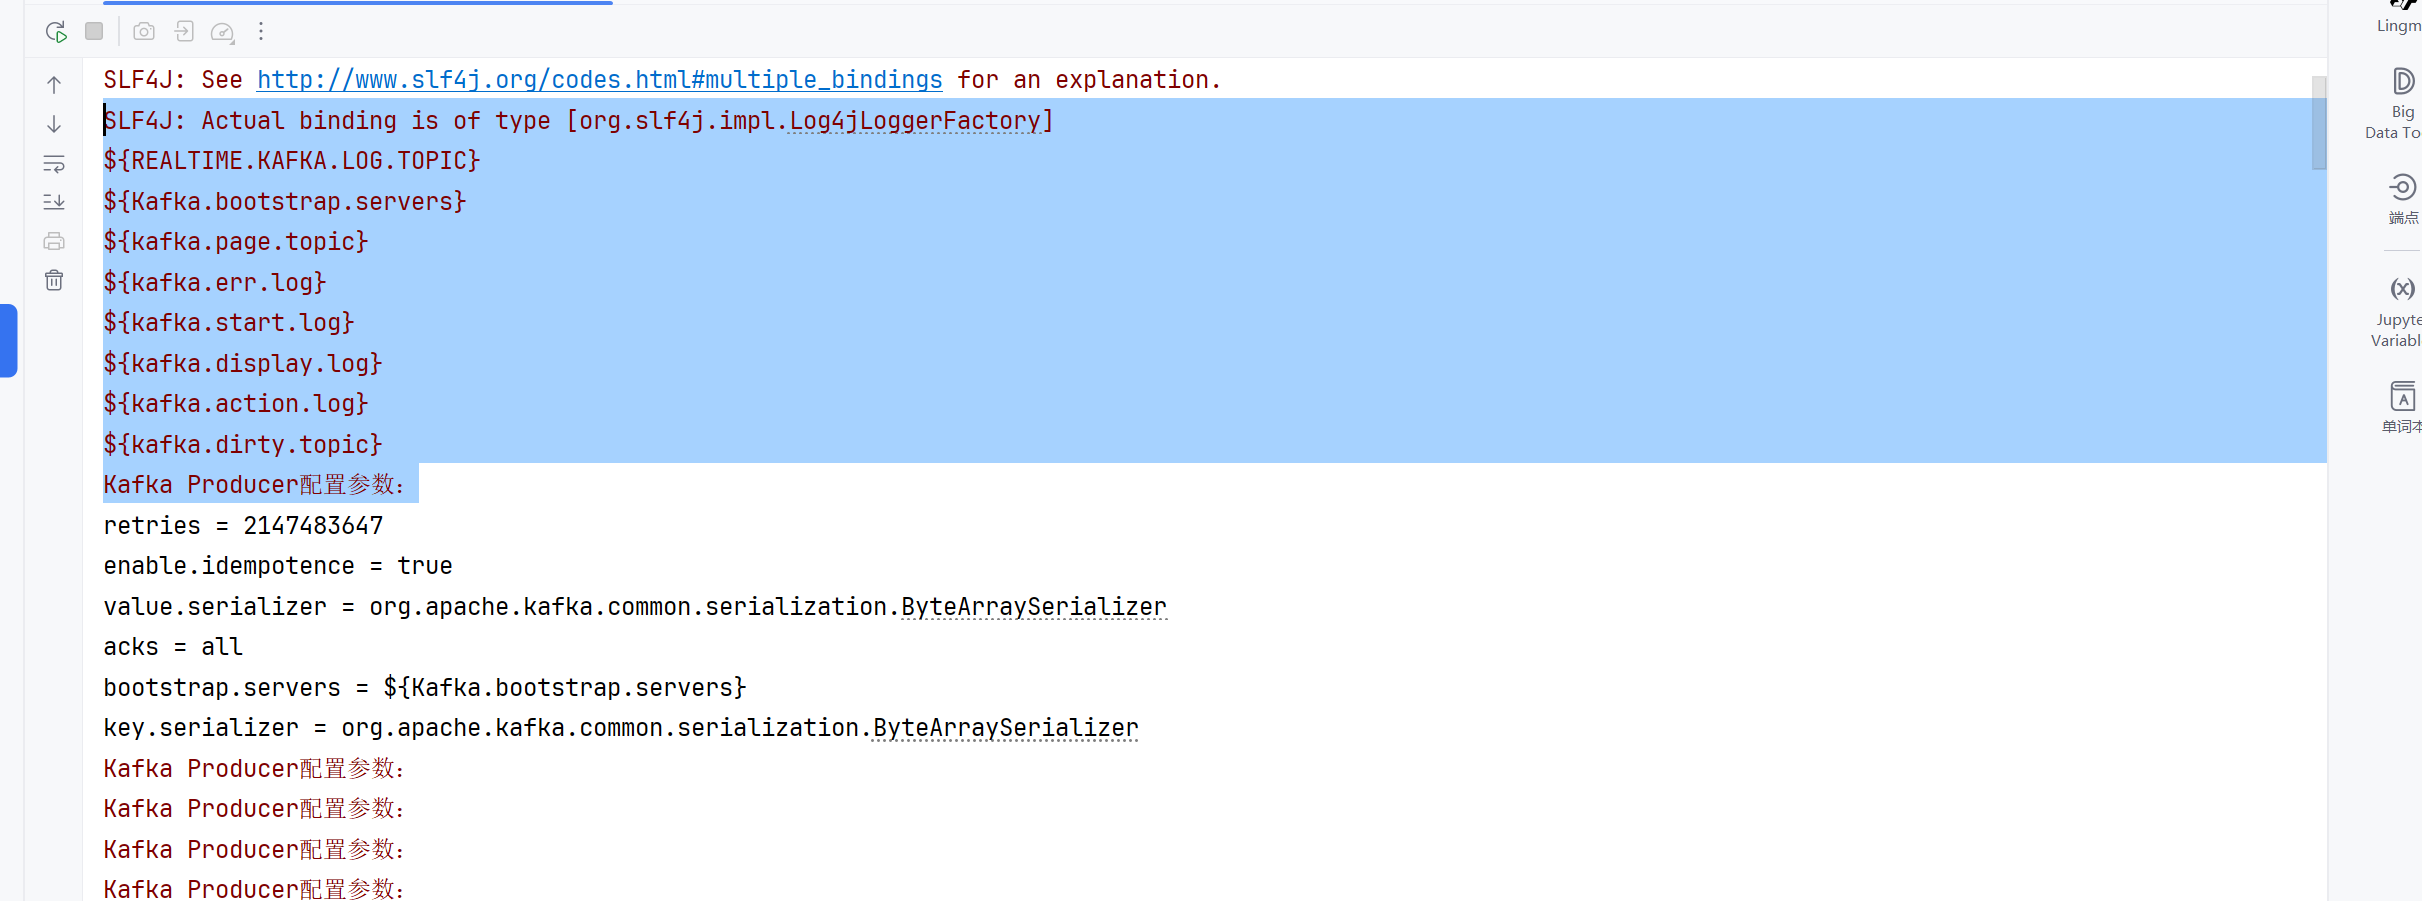 SLF4J: See http://www.slf4j.org/codes.html#multiple_bindings for an explanation.
SLF4J: Actual binding is of type [org.slf4j.impl.Log4jLoggerFactory]
${REALTIME.KAFKA.LOG.TOPIC}
${Kafka.bootstrap.servers}
${kafka.page.topic}
${kafka.err.log}
${kafka.start.log}
${kafka.display.log}
${kafka.action.log}
${kafka.dirty.topic}
Kafka Producer配置参数：
retries = 2147483647
enable.idempotence = true
value.serializer = org.apache.kafka.common.serialization.ByteArraySerializer
acks = all
bootstrap.servers = ${Kafka.bootstrap.servers}
key.serializer = org.apache.kafka.common.serialization.ByteArraySerializer
Kafka Producer配置参数：
Kafka Producer配置参数：
Kafka Producer配置参数：
Kafka Producer配置参数：
Lingm
Big
Data To
端点
Jupyte
Variabl
单词本